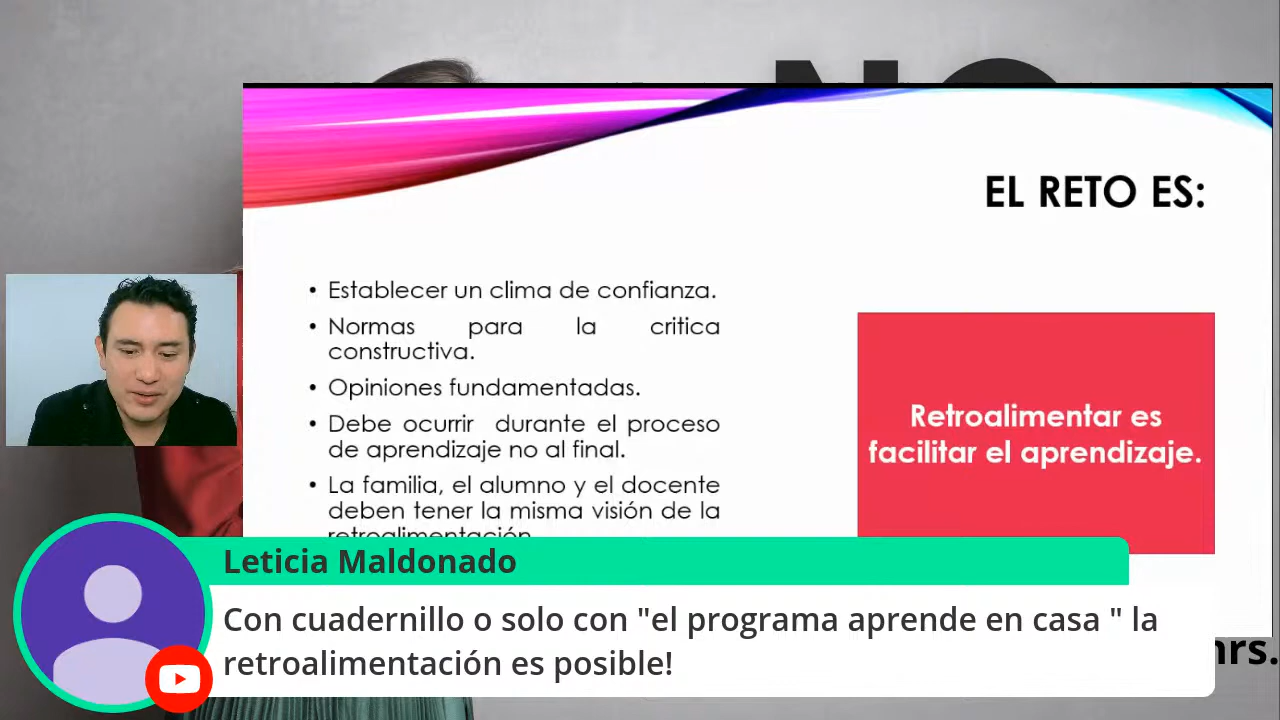 NO
EL RETO ES:
• Establecer un clima de confianza.
• Normas para la critica
constructiva.
• Opiniones fundamentadas.
• Debe ocurrir durante el proceso
de aprendizaje no al final.
• La familia, el alumno y el docente
deben tener la misma visión de la
retroalimentación
Retroalimentar es
facilitar el aprendizaje.
Leticia Maldonado
Con cuadernillo o solo con "el programa aprende en casa " la
retroalimentación es posible!
hrs.